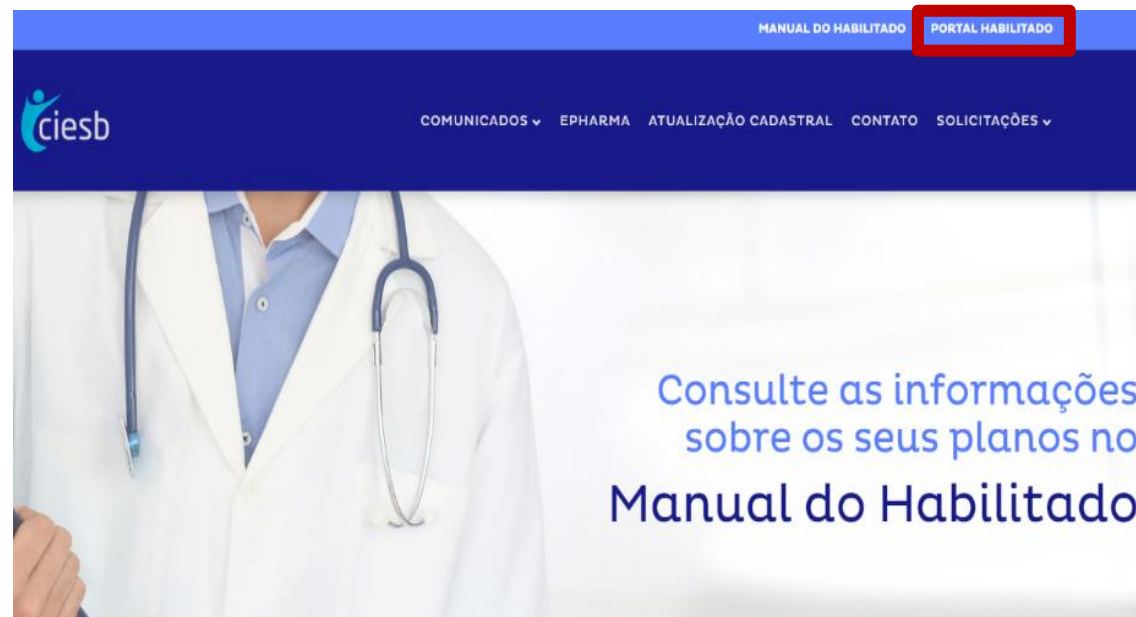 MANUAL DO HABILITADO PORTAL HABILITADO
ciesb
COMUNICADOS EPHARMA ATUALIZAÇÃO CADASTRAL CONTATO SOLICITAÇÕES
Consulte as informações
sobre os seus planos no
Manual do Habilitado